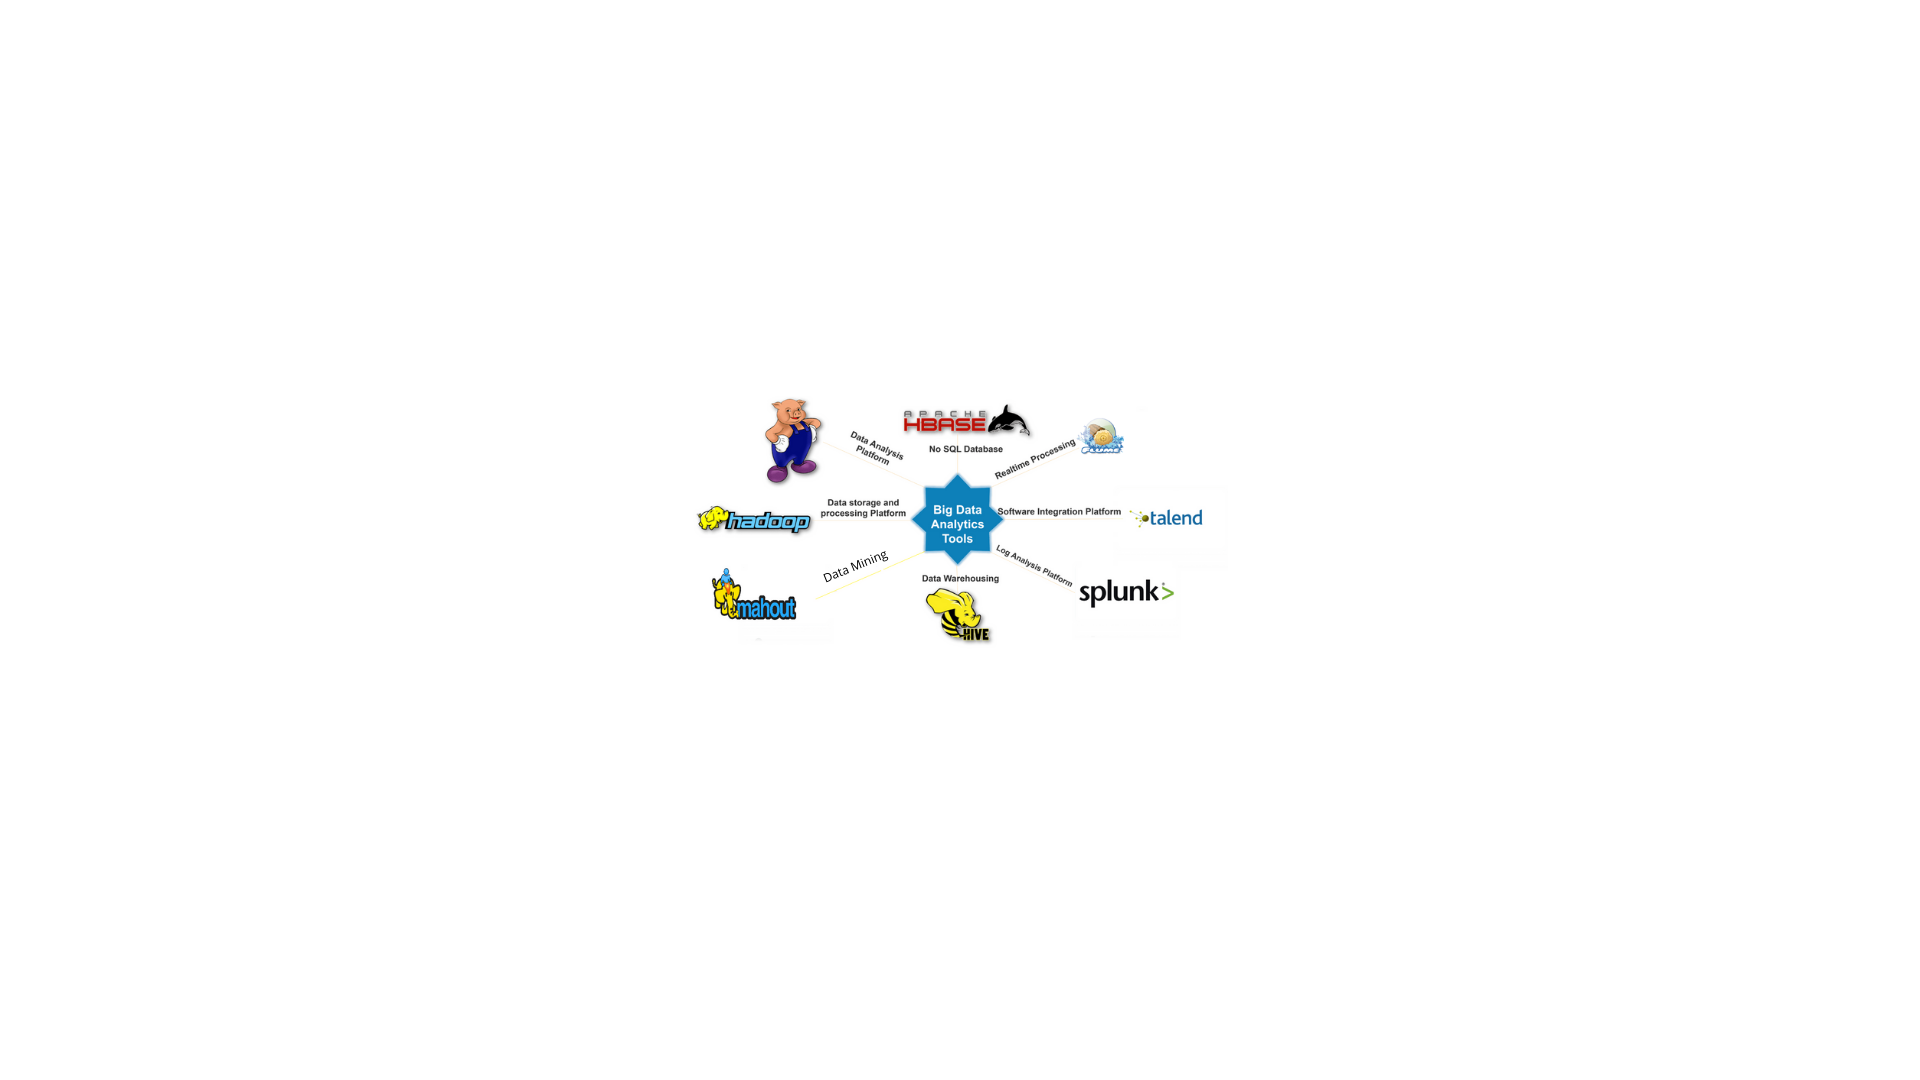 APACHE
HBASE
No SQL Database
Data Analysis
Platform
Realtime Processing
FLUME
Data storage and
processing Platform
hadoop
Big Data
Analytics
Tools
Software Integration Platform
talend
Data Mining
mahout
Log Analysis Platform
splunk>
Data Warehousing
HIVE